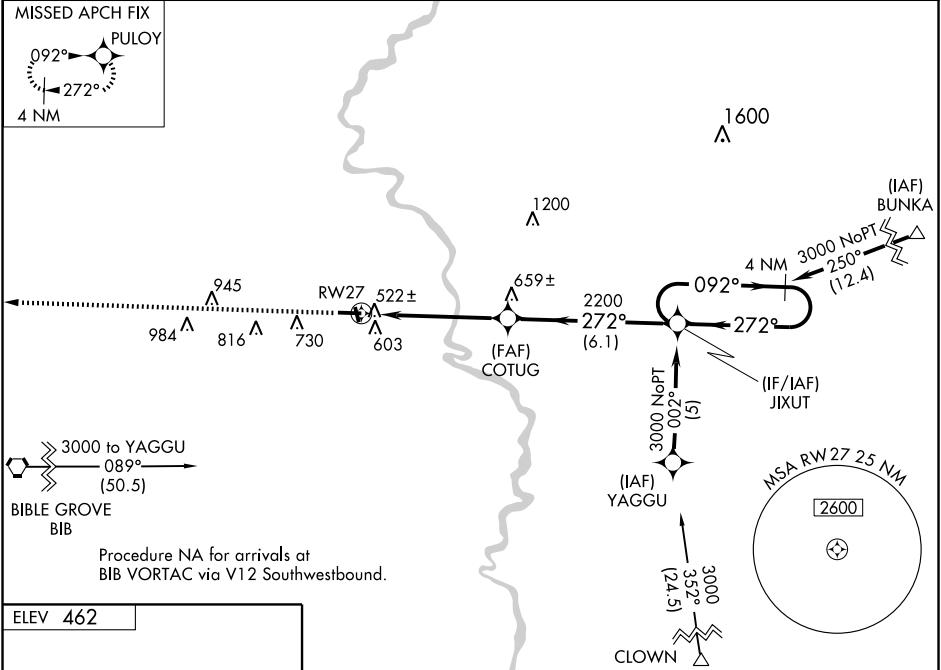 MISSED APCH FIX
PULOY
092°
272°
4 NM
1600
(IAF)
BUNKA
1200
3000 NoPT
250°
(12.4)
4 NM
092°
945
RW27
522±
659±
2200
272°
(6.1)
272°
984
816
730
603
(FAF)
COTUG
(IF/IAF)
JIXUT
3000 NoPT
002°
(5)
3000 to YAGGU
089°
(50.5)
BIBLE GROVE
BIB
(IAF)
YAGGU
MSA RW27 25 NM
2600
Procedure NA for arrivals at
BIB VORTAC via V12 Southwestbound.
3000
352°
(24.5)
ELEV 462
CLOWN